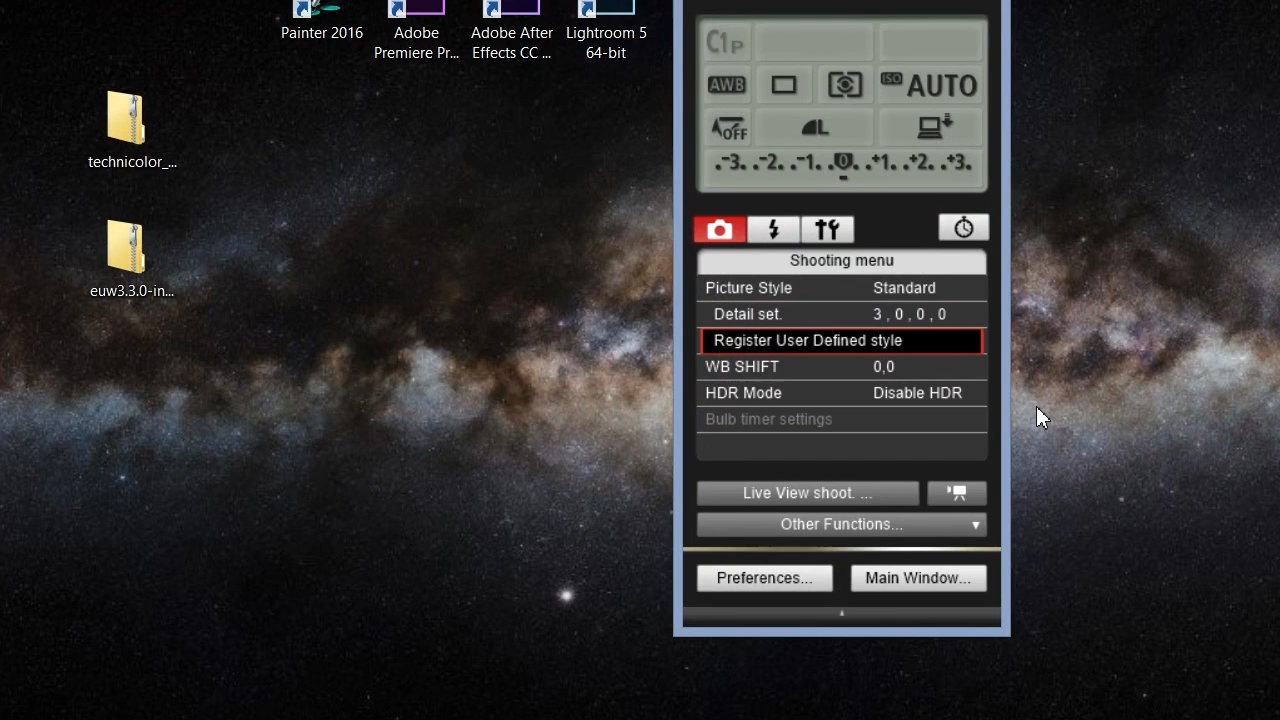 Painter 2016
Adobe
Premiere Pr...
Adobe After
Effects CC ...
Lightroom 5
64-bit
technicolor_...
euw3.3.0-in...
C1P
AWB
ISO AUTO
OFF
L
.-3. .-2. .-1. .0. .+1. .+2. .+3.
Shooting menu
Picture Style Standard
Detail set. 3 , 0 , 0 , 0
Register User Defined style
WB SHIFT 0,0
HDR Mode Disable HDR
Bulb timer settings
Live View shoot. ...
Other Functions...
Preferences... Main Window...